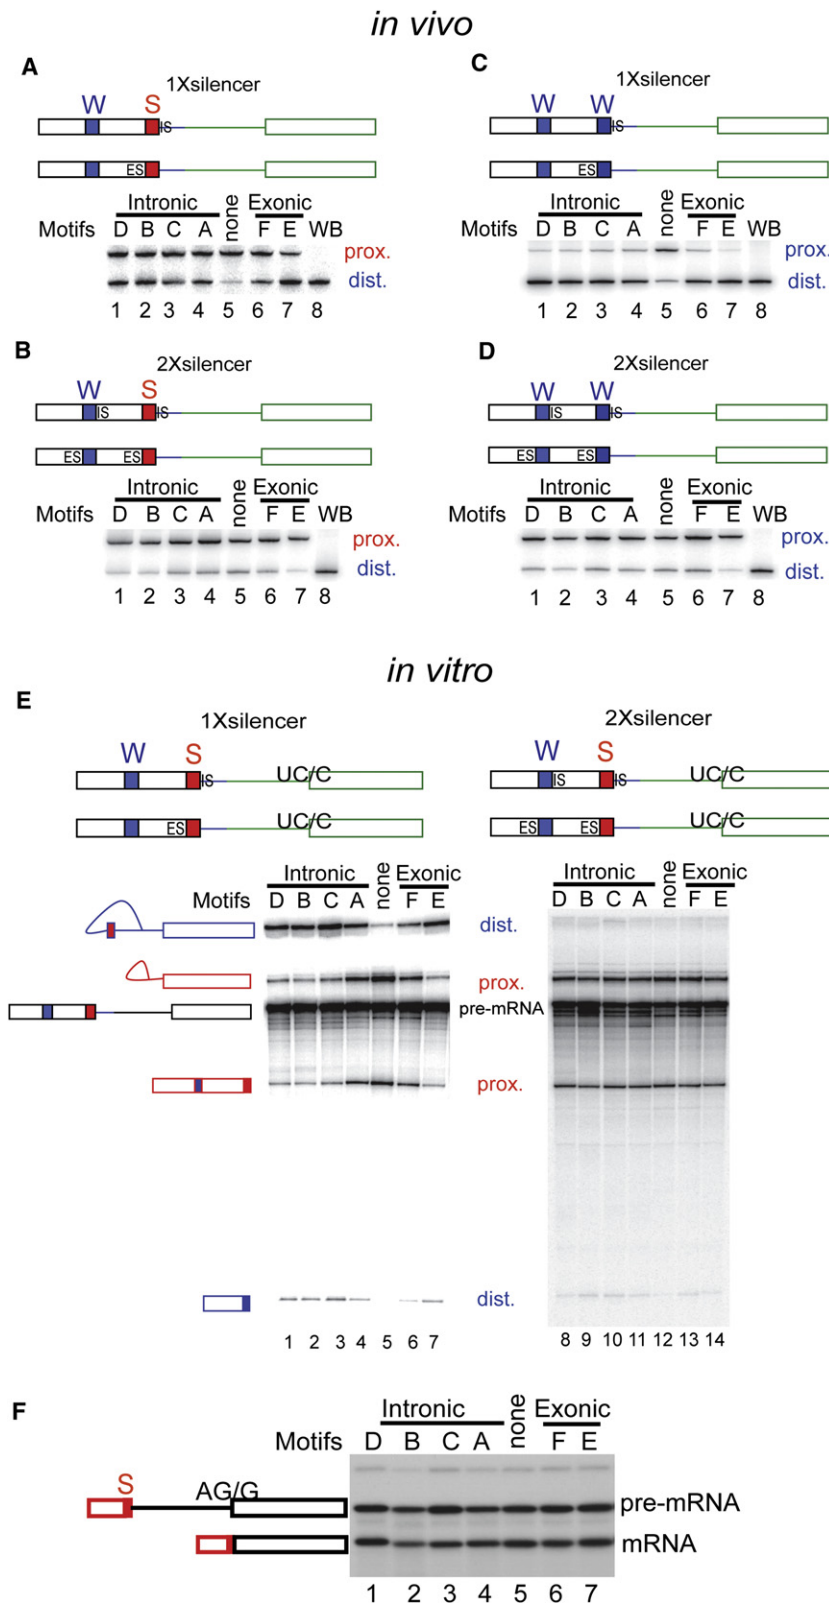 in vivo
A
1Xsilencer
W S
IS
ES
Intronic none Exonic
Motifs D B C A F E WB
prox.
dist.
1 2 3 4 5 6 7 8
C
1Xsilencer
W W
IS
ES
Intronic none Exonic
Motifs D B C A F E WB
prox.
dist.
1 2 3 4 5 6 7 8
B
2Xsilencer
W S
IS IS
ES ES
Intronic none Exonic
Motifs D B C A F E WB
prox.
dist.
1 2 3 4 5 6 7 8
D
2Xsilencer
W W
IS IS
ES ES
Intronic none Exonic
Motifs D B C A F E WB
prox.
dist.
1 2 3 4 5 6 7 8
in vitro
E
1Xsilencer
W S UC/C
IS
ES UC/C
2Xsilencer
W S UC/C
IS IS
ES ES UC/C
Intronic none Exonic
Motifs D B C A F E
Intronic none Exonic
D B C A F E
dist.
prox.
pre-mRNA
prox.
dist.
1 2 3 4 5 6 7
8 9 10 11 12 13 14
F
Intronic none Exonic
Motifs D B C A F E
S AG/G
pre-mRNA
mRNA
1 2 3 4 5 6 7